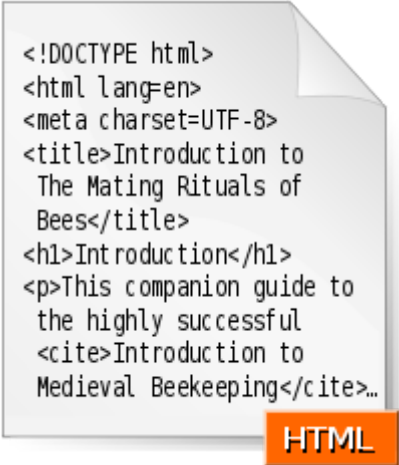 <!DOCTYPE html>
<html lang=en>
<meta charset=UTF-8>
<title>Introduction to
The Mating Rituals of
Bees</title>
<h1>Introduction</h1>
<p>This companion guide to
the highly successful
<cite>Introduction to
Medieval Beekeeping</cite>…
HTML